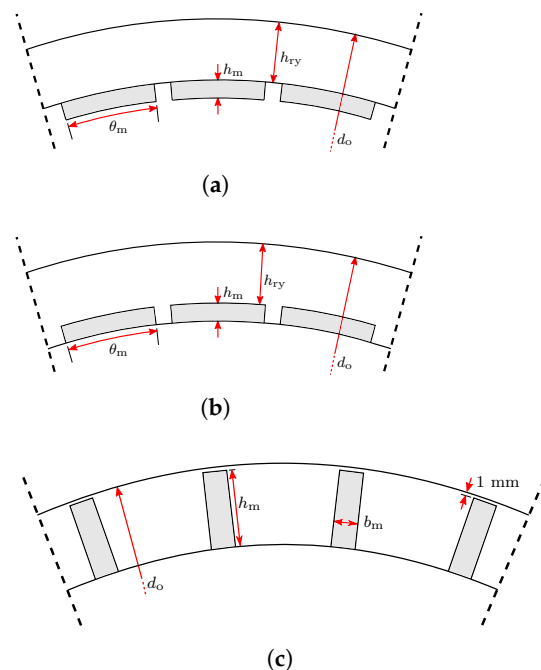 h_m
h_ry
θ_m
d_o
(a)
h_m
h_ry
θ_m
d_o
(b)
1 mm
h_m
b_m
d_o
(c)